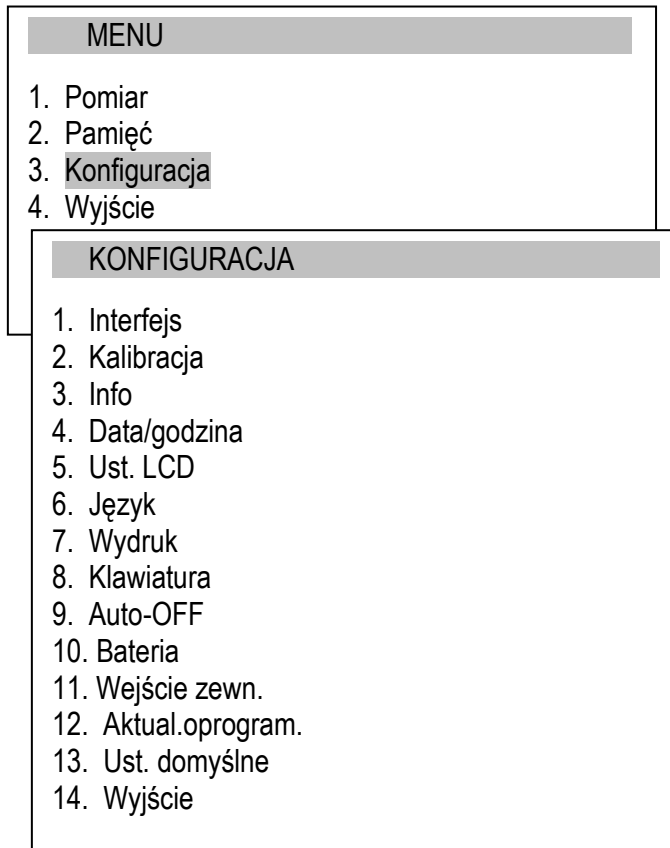 MENU
1. Pomiar
2. Pamięć
3. Konfiguracja
4. Wyjście
KONFIGURACJA
1. Interfejs
2. Kalibracja
3. Info
4. Data/godzina
5. Ust. LCD
6. Język
7. Wydruk
8. Klawiatura
9. Auto-OFF
10. Bateria
11. Wejście zewn.
12. Aktual.oprogram.
13. Ust. domyślne
14. Wyjście